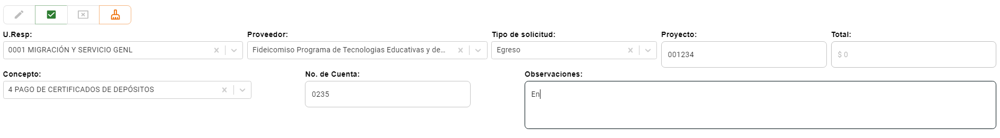 U.Resp: Proveedor: Tipo de solicitud: Proyecto: Total:
0001 MIGRACIÓN Y SERVICIO GENL Fideicomiso Programa de Tecnologias Educativas y de... Egreso 001234 $ 0
Concepto: No. de Cuenta: Observaciones:
4 PAGO DE CERTIFICADOS DE DEPÓSITOS 0235 En